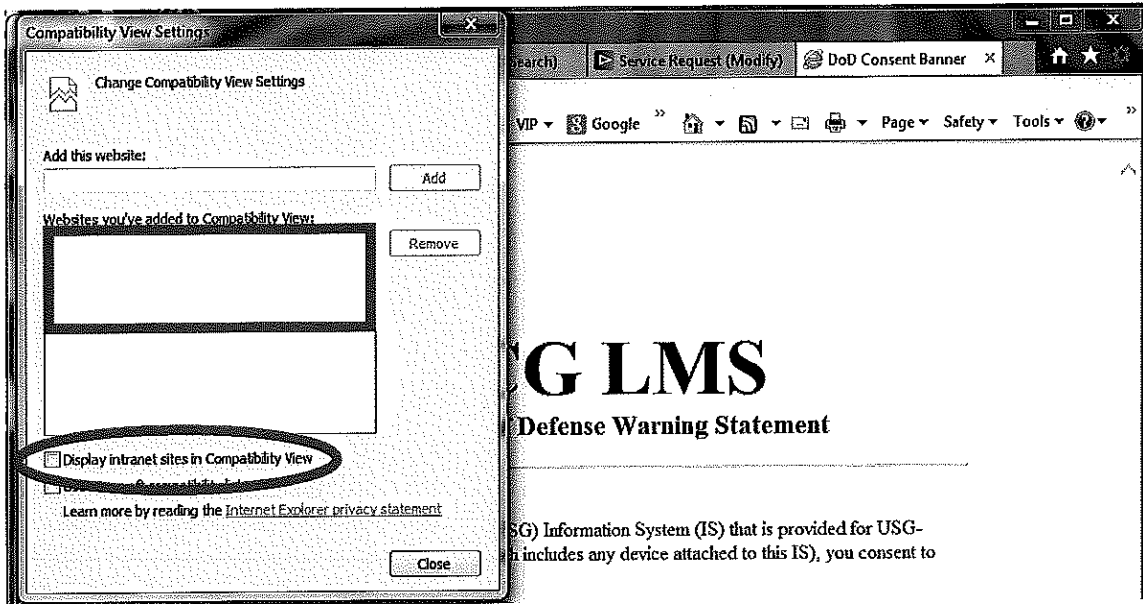 Compatibility View Settings
Change Compatibility View Settings
Add this website:
Add
Websites you've added to Compatibility View:
Remove
Display intranet sites in Compatibility View
Learn more by reading the Internet Explorer privacy statement
Close
Service Request (Modify)
DoD Consent Banner
VIP
Google
Page
Safety
Tools
G LMS
Defense Warning Statement
SG) Information System (IS) that is provided for USG-
includes any device attached to this IS), you consent to